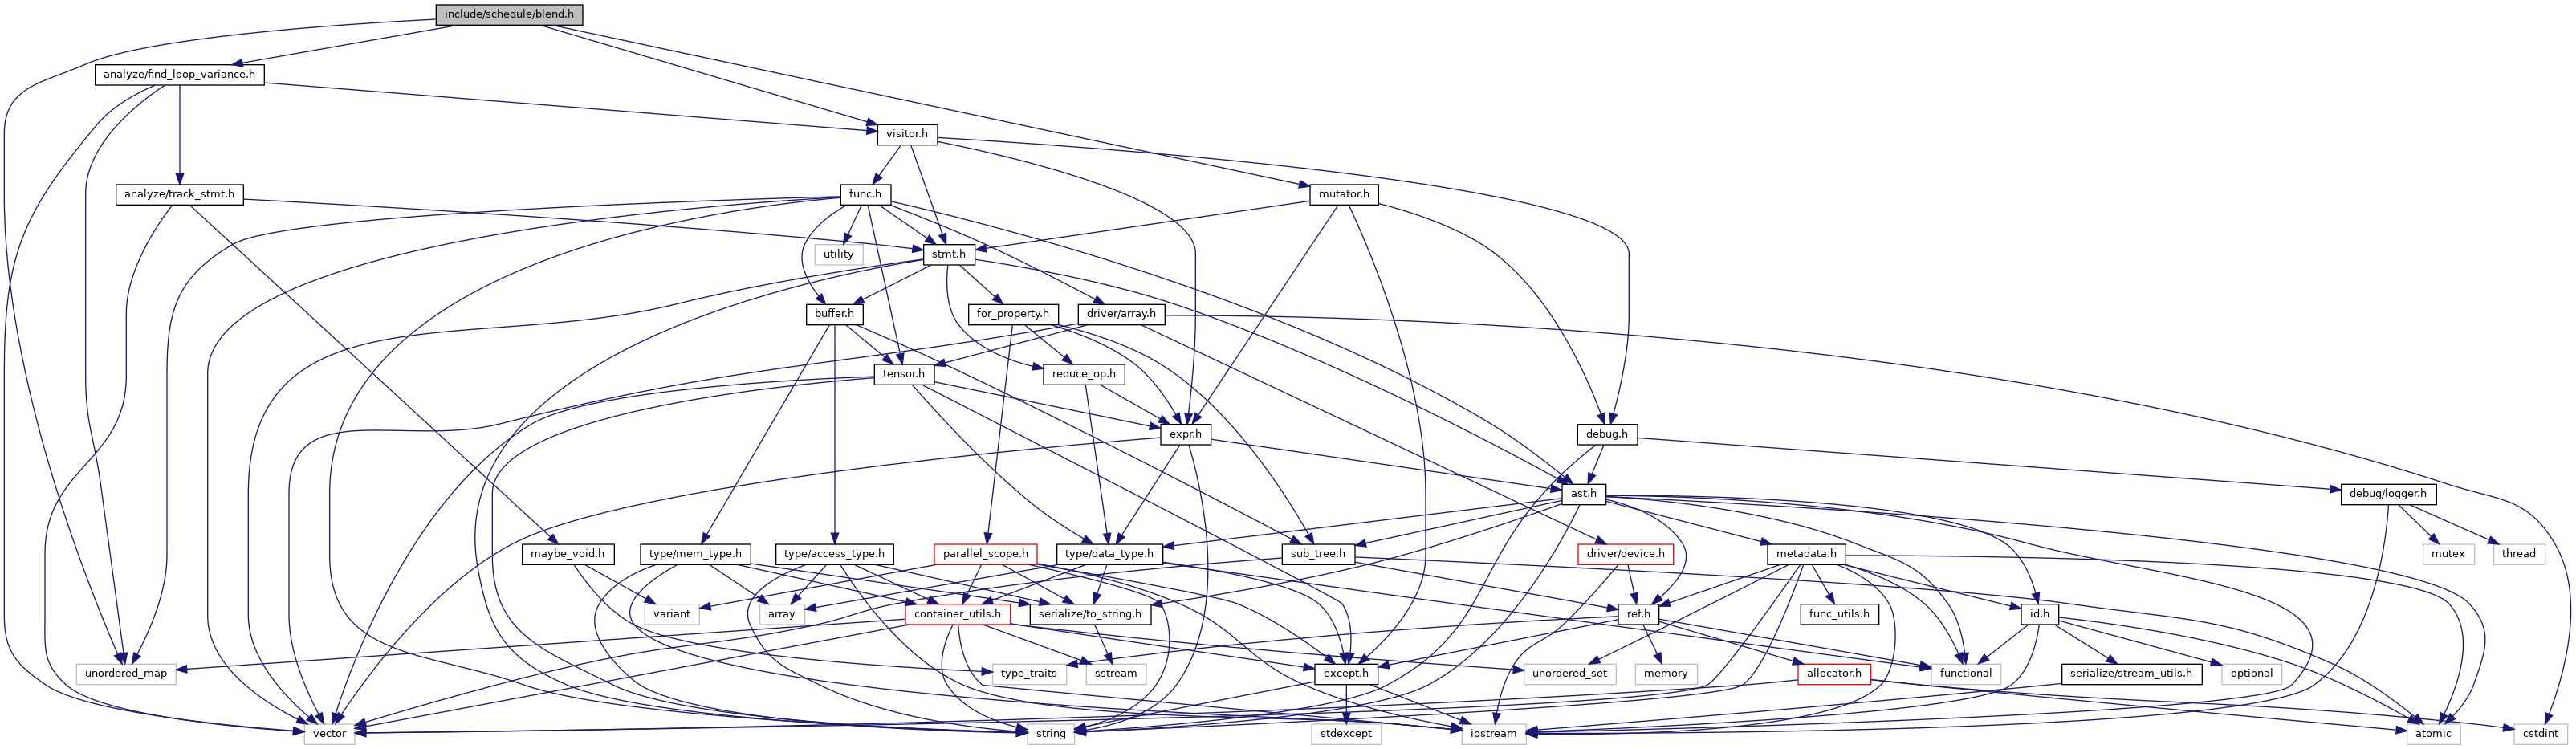 include/schedule/blend.h
analyze/find_loop_variance.h
visitor.h
analyze/track_stmt.h
func.h
mutator.h
utility
stmt.h
buffer.h
for_property.h
driver/array.h
tensor.h
reduce_op.h
expr.h
debug.h
ast.h
debug/logger.h
maybe_void.h
type/mem_type.h
type/access_type.h
parallel_scope.h
type/data_type.h
sub_tree.h
driver/device.h
metadata.h
mutex
thread
variant
array
container_utils.h
serialize/to_string.h
ref.h
func_utils.h
id.h
unordered_map
type_traits
sstream
except.h
unordered_set
memory
allocator.h
functional
serialize/stream_utils.h
optional
vector
string
stdexcept
iostream
atomic
cstdint